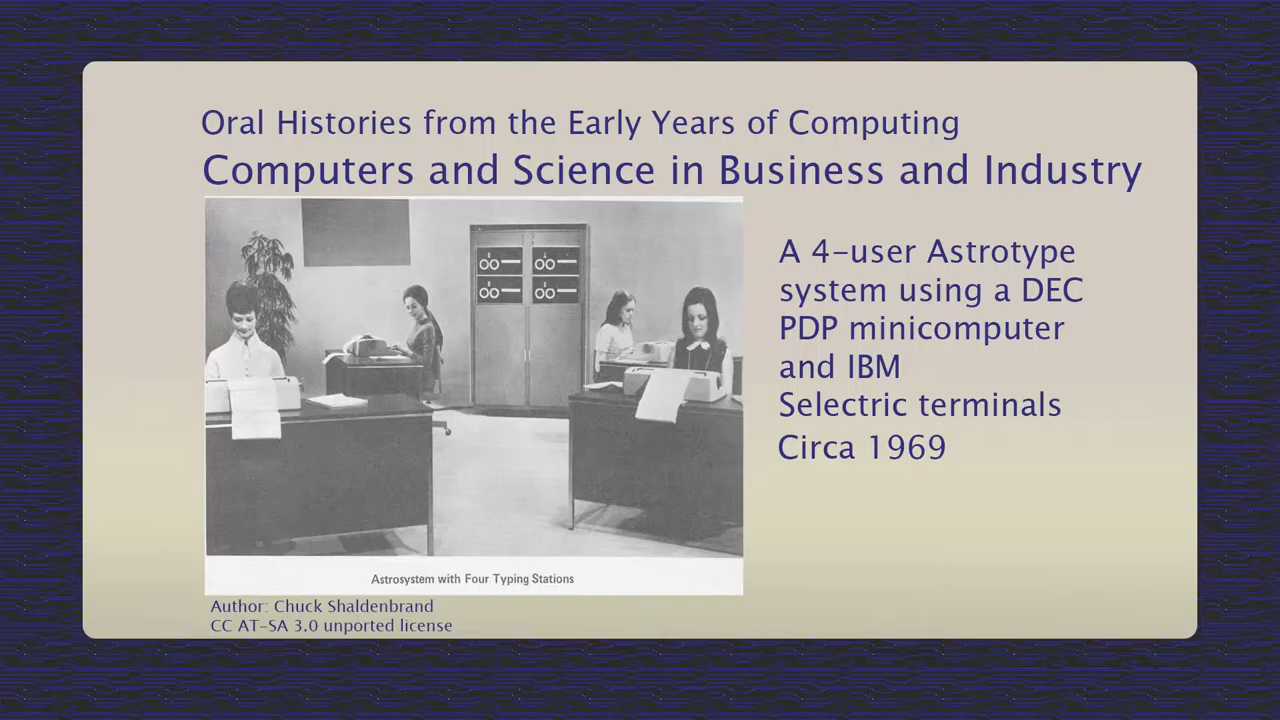 Oral Histories from the Early Years of Computing
Computers and Science in Business and Industry
A 4-user Astrotype
system using a DEC
PDP minicomputer
and IBM
Selectric terminals
Circa 1969
Astrosystem with Four Typing Stations
Author: Chuck Shaldenbrand
CC AT-SA 3.0 unported license